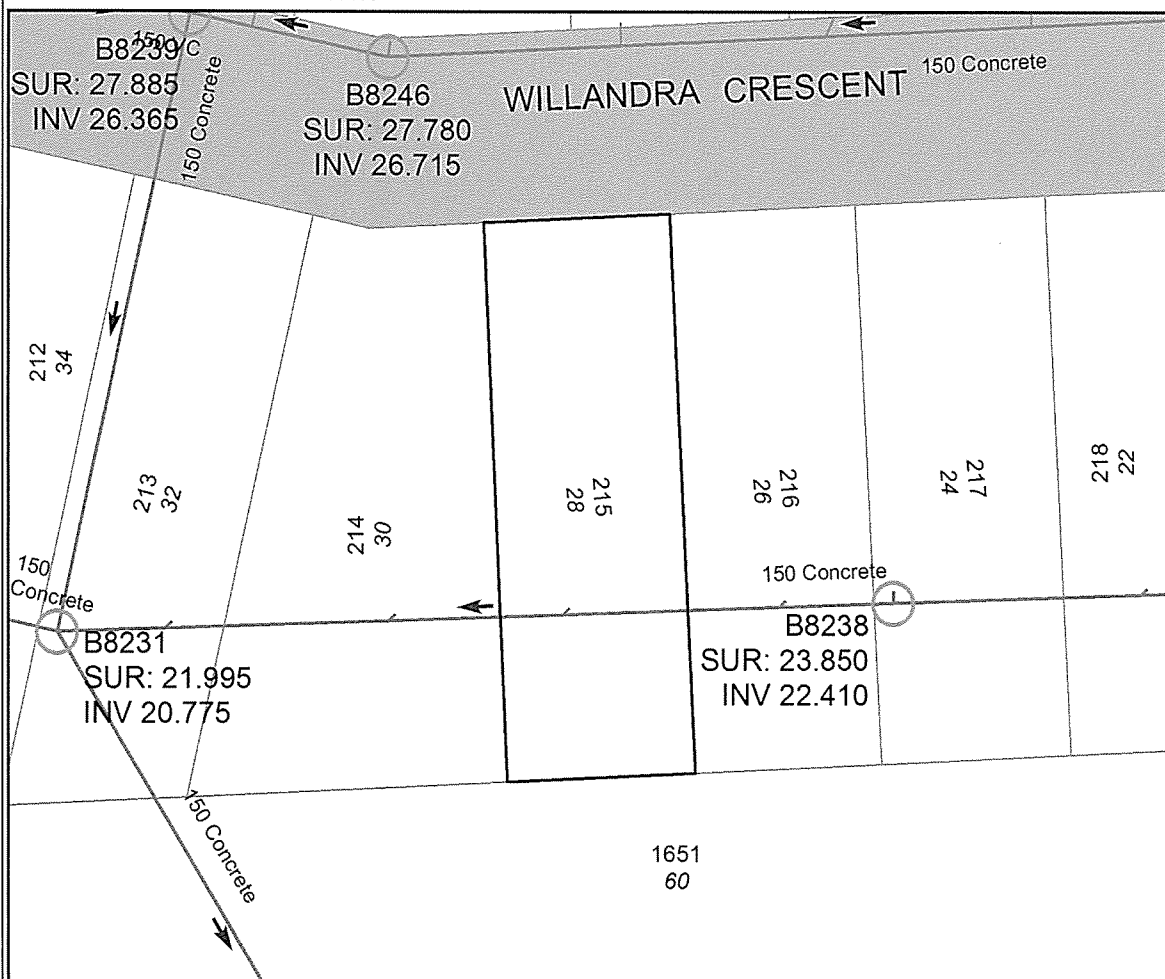 B8239
150 VC
SUR: 27.885
INV 26.365
150 Concrete
B8246
SUR: 27.780
INV 26.715
WILLANDRA CRESCENT
150 Concrete
212
34
213
32
214
30
215
28
216
26
217
24
218
22
150
Concrete
150 Concrete
B8231
SUR: 21.995
INV 20.775
B8238
SUR: 23.850
INV 22.410
150 Concrete
1651
60